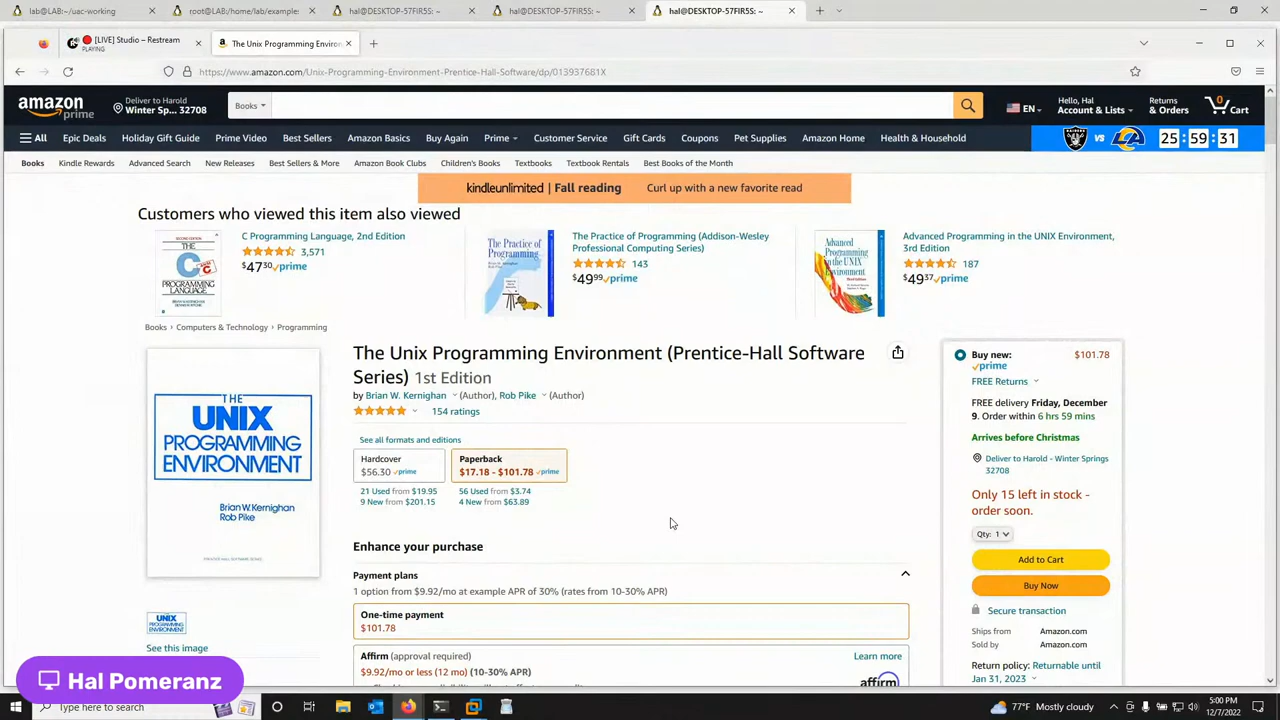 lab@LAB: ~/uac
root@LAB:/home/lab/example:
hal@DESKTOP-57FIR5S: ~
hal@DESKTOP-57FIR5S: ~
hal@DESKTOP-57FIR5S: ~
[LIVE] Studio – Restream
PLAYING
The Unix Programming Environ
https://www.amazon.com/Unix-Programming-Environment-Prentice-Hall-Software/dp/013937681X
amazon
prime
Deliver to Harold
Winter Sp... 32708
Books
EN
Hello, Hal
Account & Lists
Returns
& Orders
0
Cart
All
Epic Deals
Holiday Gift Guide
Prime Video
Best Sellers
Amazon Basics
Buy Again
Prime
Customer Service
Gift Cards
Coupons
Pet Supplies
Amazon Home
Health & Household
RAIDERS
VS
25:59:31
Books
Kindle Rewards
Advanced Search
New Releases
Best Sellers & More
Amazon Book Clubs
Children's Books
Textbooks
Textbook Rentals
Best Books of the Month
kindleunlimited | Fall reading Curl up with a new favorite read
Customers who viewed this item also viewed
THE
C
PROGRAMMING
LANGUAGE
C Programming Language, 2nd Edition
3,571
$47.30 prime
The Practice of
Programming
The Practice of Programming (Addison-Wesley
Professional Computing Series)
143
$49.99 prime
Advanced Programming in the UNIX Environment,
3rd Edition
187
$49.37 prime
Books › Computers & Technology › Programming
THE
UNIX
PROGRAMMING
ENVIRONMENT
Brian W. Kernighan
Rob Pike
PRENTICE-HALL SOFTWARE SERIES
The Unix Programming Environment (Prentice-Hall Software
Series) 1st Edition
by Brian W. Kernighan (Author), Rob Pike (Author)
154 ratings
See all formats and editions
Hardcover
$56.30 prime
21 Used from $19.95
9 New from $201.15
Paperback
$17.18 - $101.78 prime
56 Used from $3.74
4 New from $63.89
Enhance your purchase
Payment plans
1 option from $9.92/mo at example APR of 30% (rates from 10-30% APR)
One-time payment
$101.78
Affirm (approval required)
Learn more
$9.92/mo or less (12 mo) (10-30% APR)
affirm
UNIX
PROGRAMMING
ENVIRONMENT
See this image
Buy new:
$101.78
prime
FREE Returns
FREE delivery Friday, December
9. Order within 6 hrs 59 mins
Arrives before Christmas
Deliver to Harold - Winter Springs
32708
Only 15 left in stock -
order soon.
Qty: 1
Add to Cart
Buy Now
Secure transaction
Ships from Amazon.com
Sold by Amazon.com
Return policy: Returnable until
Jan 31, 2023
Hal Pomeranz
Type here to search
77°F Mostly cloudy
5:00 PM
12/7/2022